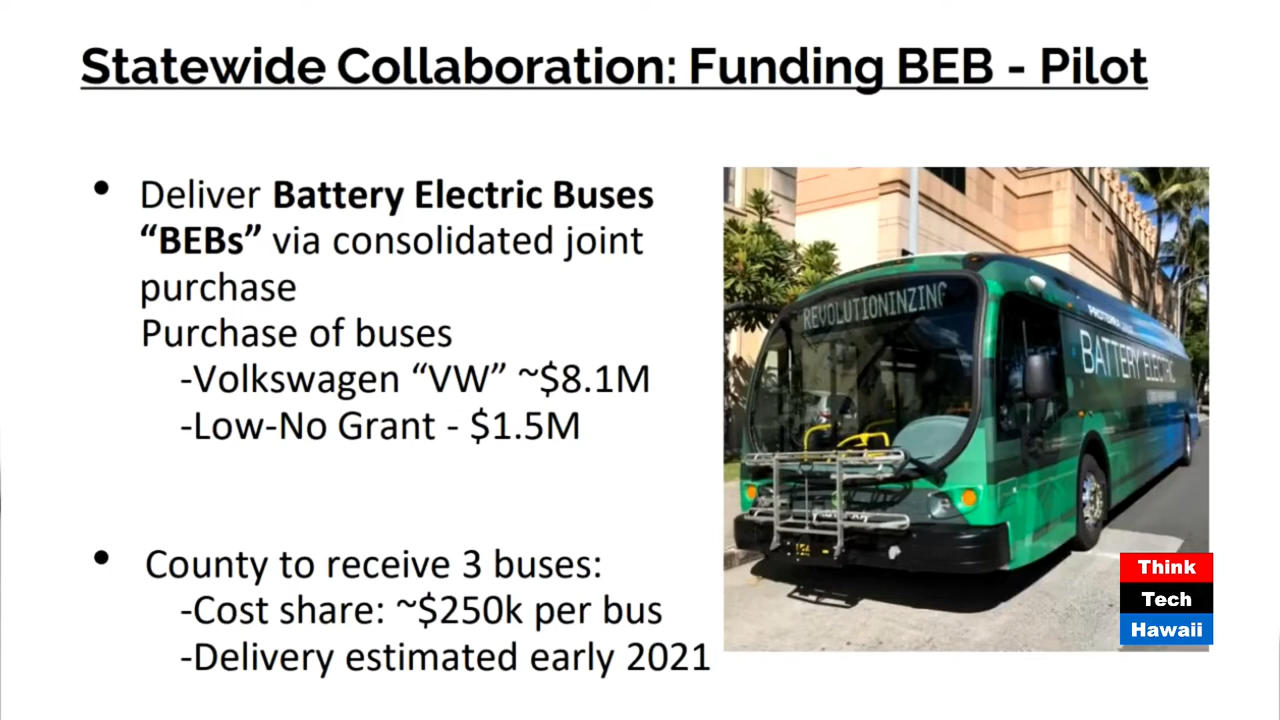 Statewide Collaboration: Funding BEB - Pilot
• Deliver Battery Electric Buses
“BEBs” via consolidated joint
purchase
Purchase of buses
-Volkswagen “VW” ~$8.1M
-Low-No Grant - $1.5M
• County to receive 3 buses:
-Cost share: ~$250k per bus
-Delivery estimated early 2021
REVOLUTIONINZING
PROTERRA
BATTERY ELECTRIC
Think
Tech
Hawaii